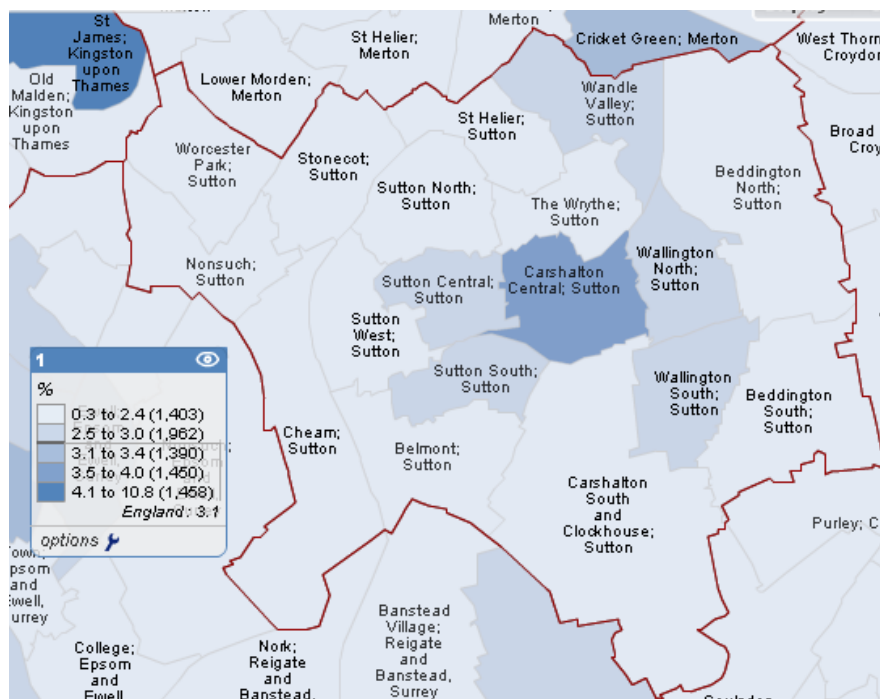 Merton
St
James;
Kingston
upon
Thames
St Helier;
Merton
Cricket Green; Merton
West Thorn
Croydon
Old
Malden;
Kingston
upon
Thames
Lower Morden;
Merton
Wandle
Valley;
Sutton
St Helier;
Sutton
Broad
Croy
Worcester
Park;
Sutton
Stonecot;
Sutton
Beddington
North;
Sutton
Sutton North;
Sutton
The Wrythe;
Sutton
Nonsuch;
Sutton
Sutton Central;
Sutton
Carshalton
Central; Sutton
Wallington
North;
Sutton
Sutton
West;
Sutton
Sutton South;
Sutton
Wallington
South;
Sutton
Beddington
South;
Sutton
1
%
0.3 to 2.4 (1,403)
2.5 to 3.0 (1,962)
3.1 to 3.4 (1,390)
3.5 to 4.0 (1,450)
4.1 to 10.8 (1,458)
England : 3.1
options
Cheam;
Sutton
Belmont;
Sutton
Carshalton
South
and
Clockhouse;
Sutton
Purley; C
Town;
Epsom
and
Ewell,
Surrey
College;
Epsom
and
Ewell
Nork;
Reigate
and
Banstead,
Banstead
Village;
Reigate
and
Banstead,
Surrey